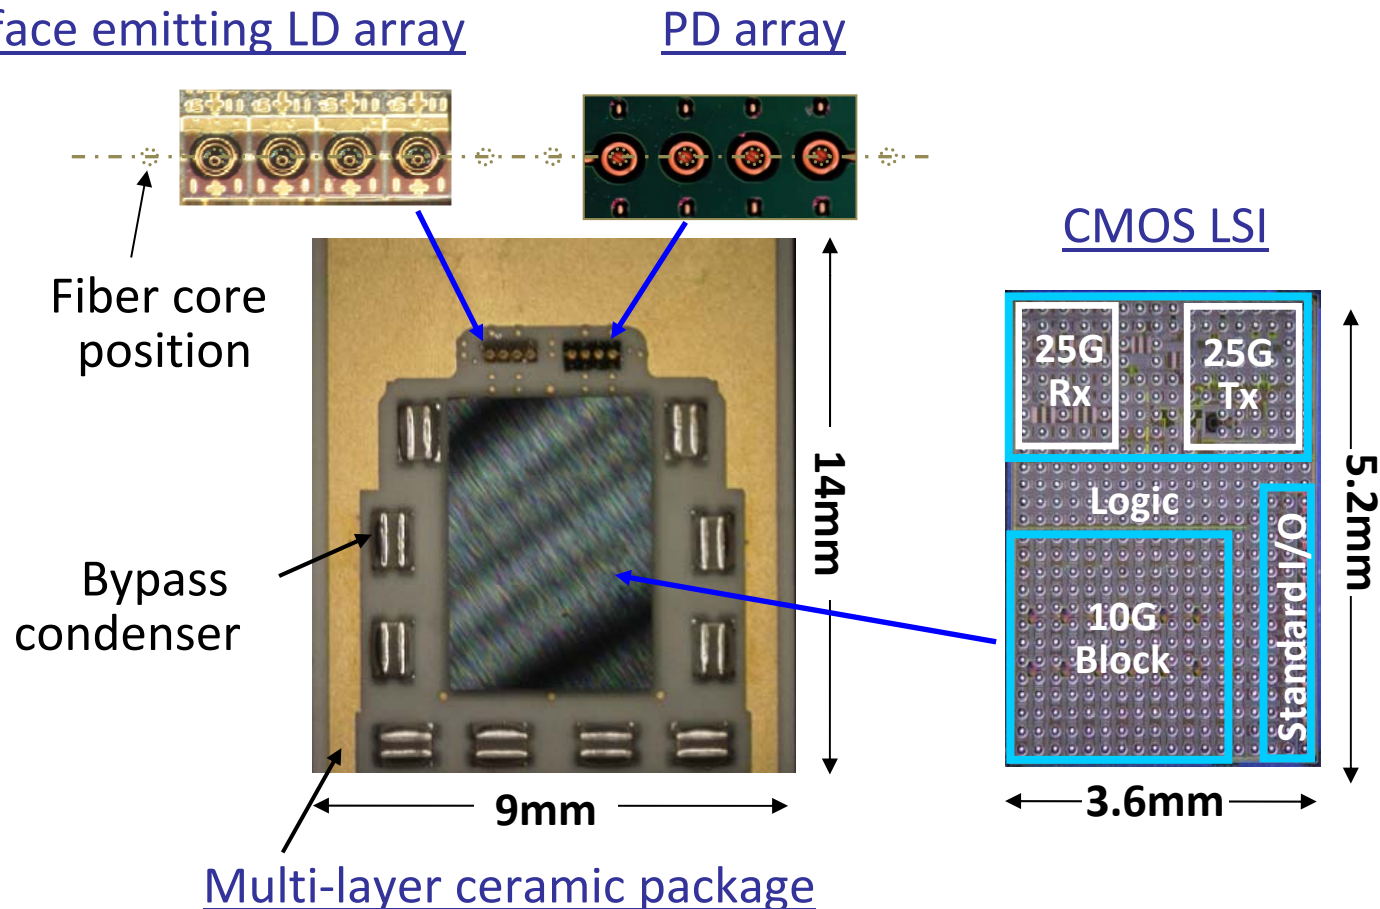 face emitting LD array
PD array
Fiber core
position
CMOS LSI
25G
Rx
25G
Tx
Logic
10G
Block
Standard I/O
5.2mm
3.6mm
14mm
9mm
Bypass
condenser
Multi-layer ceramic package